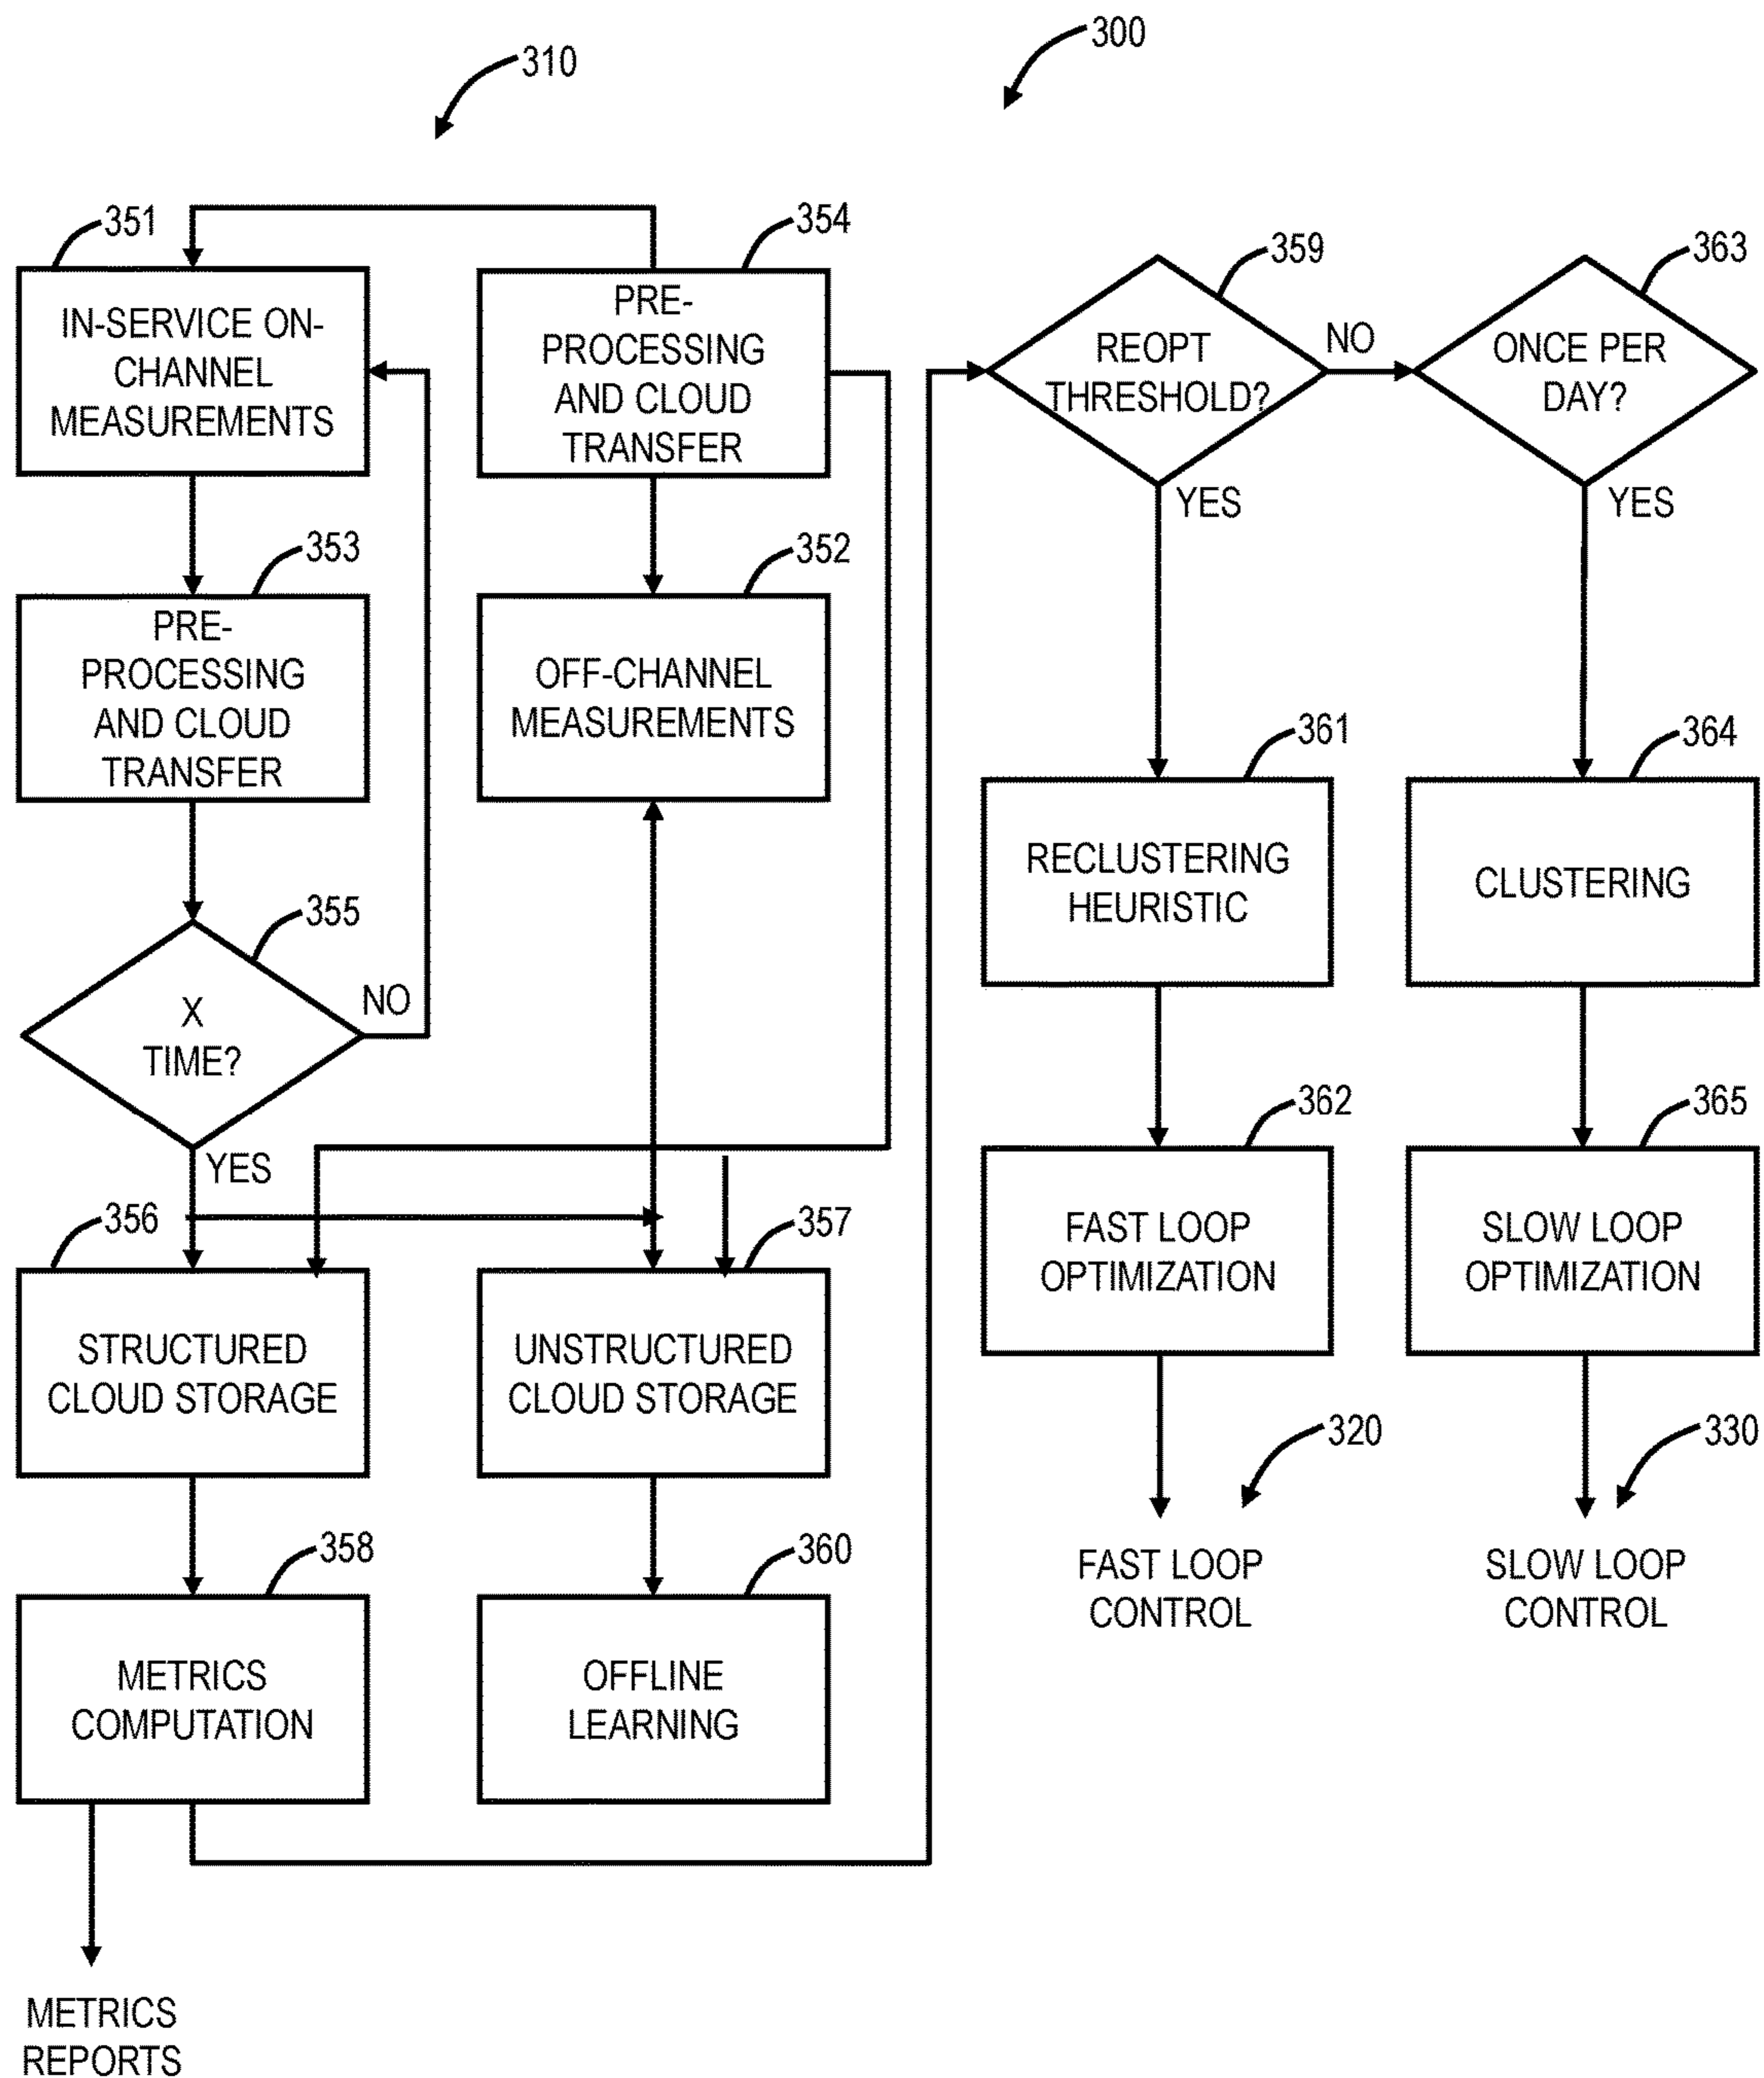 310
300
351
IN-SERVICE ON-
CHANNEL
MEASUREMENTS
354
PRE-
PROCESSING
AND CLOUD
TRANSFER
359
REOPT
THRESHOLD?
NO
YES
363
ONCE PER
DAY?
YES
353
PRE-
PROCESSING
AND CLOUD
TRANSFER
352
OFF-CHANNEL
MEASUREMENTS
361
RECLUSTERING
HEURISTIC
364
CLUSTERING
355
X
TIME?
NO
YES
362
FAST LOOP
OPTIMIZATION
365
SLOW LOOP
OPTIMIZATION
356
STRUCTURED
CLOUD STORAGE
357
UNSTRUCTURED
CLOUD STORAGE
320
FAST LOOP
CONTROL
330
SLOW LOOP
CONTROL
358
METRICS
COMPUTATION
360
OFFLINE
LEARNING
METRICS
REPORTS